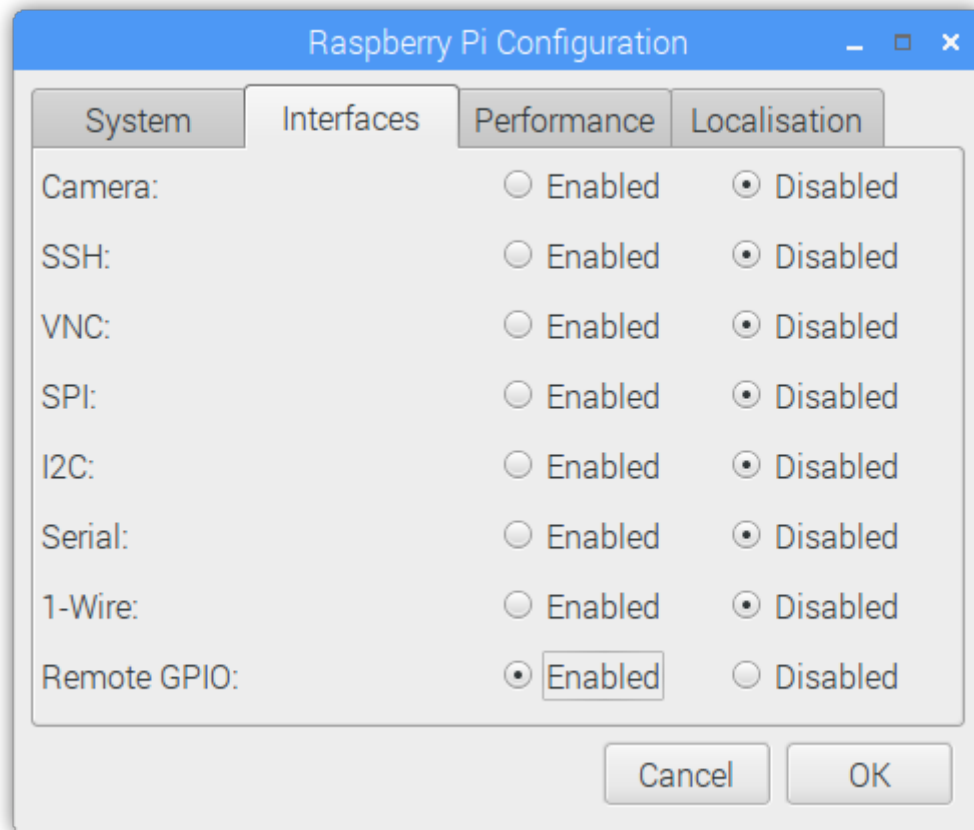 Raspberry Pi Configuration
System Interfaces Performance Localisation
Camera: Enabled Disabled
SSH: Enabled Disabled
VNC: Enabled Disabled
SPI: Enabled Disabled
I2C: Enabled Disabled
Serial: Enabled Disabled
1-Wire: Enabled Disabled
Remote GPIO: Enabled Disabled
Cancel OK